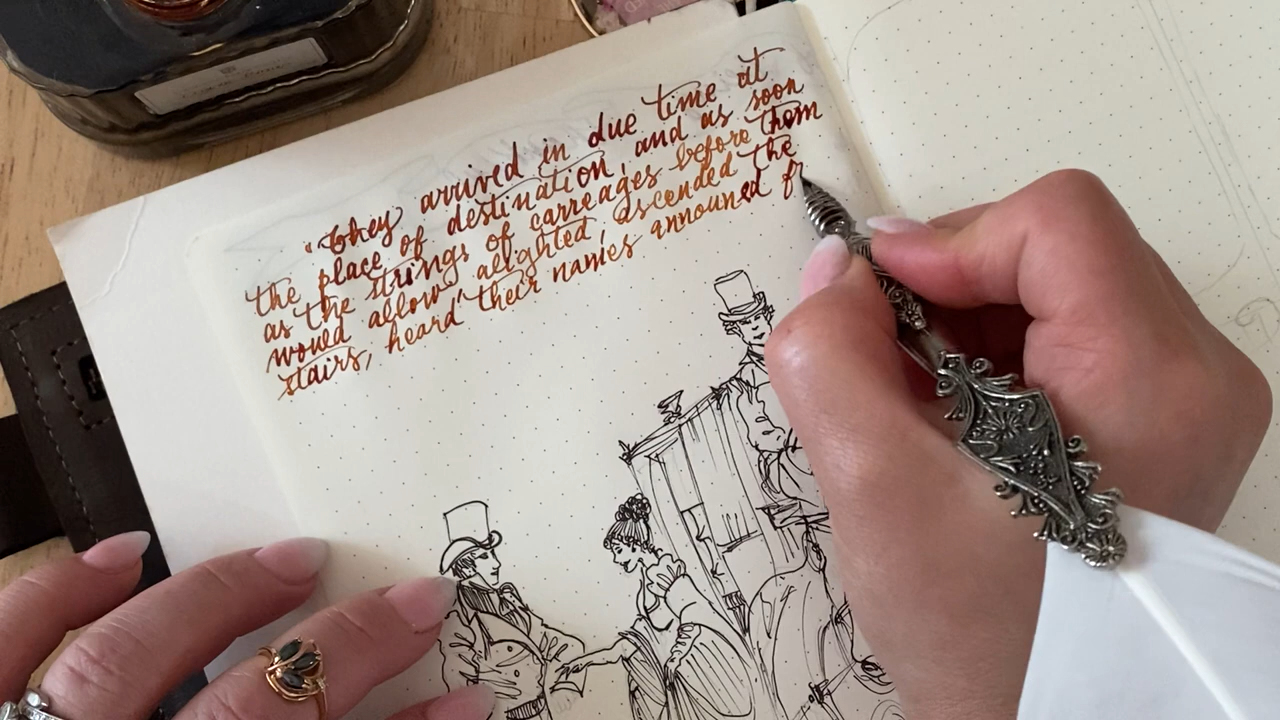 "They arrived in due time at
the place of destination, and as soon
as the strings of carreages before them
would allow, alighted, ascended the
stairs, heard their names announced f